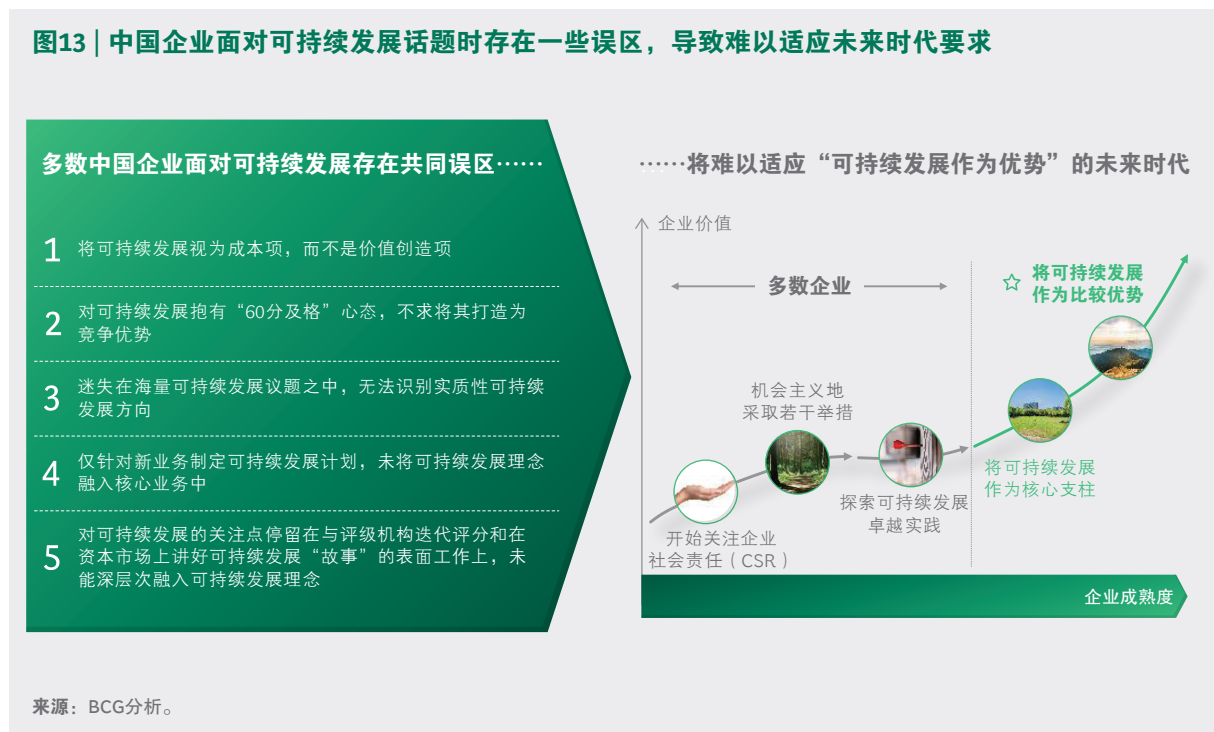 图13 | 中国企业面对可持续发展话题时存在一些误区，导致难以适应未来时代要求
多数中国企业面对可持续发展存在共同误区……
1
将可持续发展视为成本项，而不是价值创造项
2
对可持续发展抱有“60分及格”心态，不求将其打造为
竞争优势
3
迷失在海量可持续发展议题之中，无法识别实质性可持续
发展方向
4
仅针对新业务制定可持续发展计划，未将可持续发展理念
融入核心业务中
5
对可持续发展的关注点停留在与评级机构迭代评分和在
资本市场上讲好可持续发展“故事”的表面工作上，未
能深层次融入可持续发展理念
……将难以适应“可持续发展作为优势”的未来时代
企业价值
多数企业
将可持续发展
作为比较优势
机会主义地
采取若干举措
开始关注企业
社会责任（CSR）
探索可持续发展
卓越实践
将可持续发展
作为核心支柱
企业成熟度
来源：BCG分析。